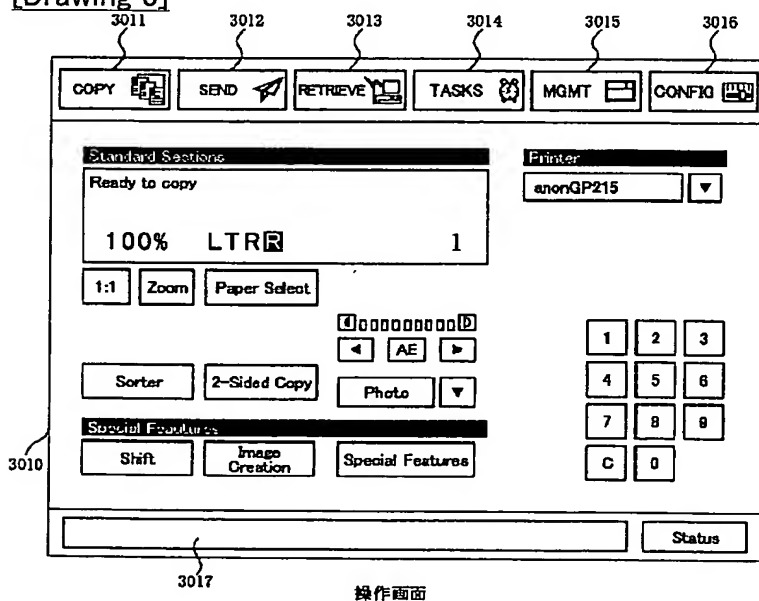 [Drawing 6]
3011 3012 3013 3014 3015 3016
COPY SEND RETRIEVE TASKS MGMT CONFIG
Standard Sections Printer
Ready to copy anonGP215
100% LTRR 1
1:1 Zoom Paper Select
AE 1 2 3
Sorter 2-Sided Copy Photo 4 5 6
Special Feautures 7 8 9
3010 Shift Image Creation Special Features C 0
Status
3017
操作画面